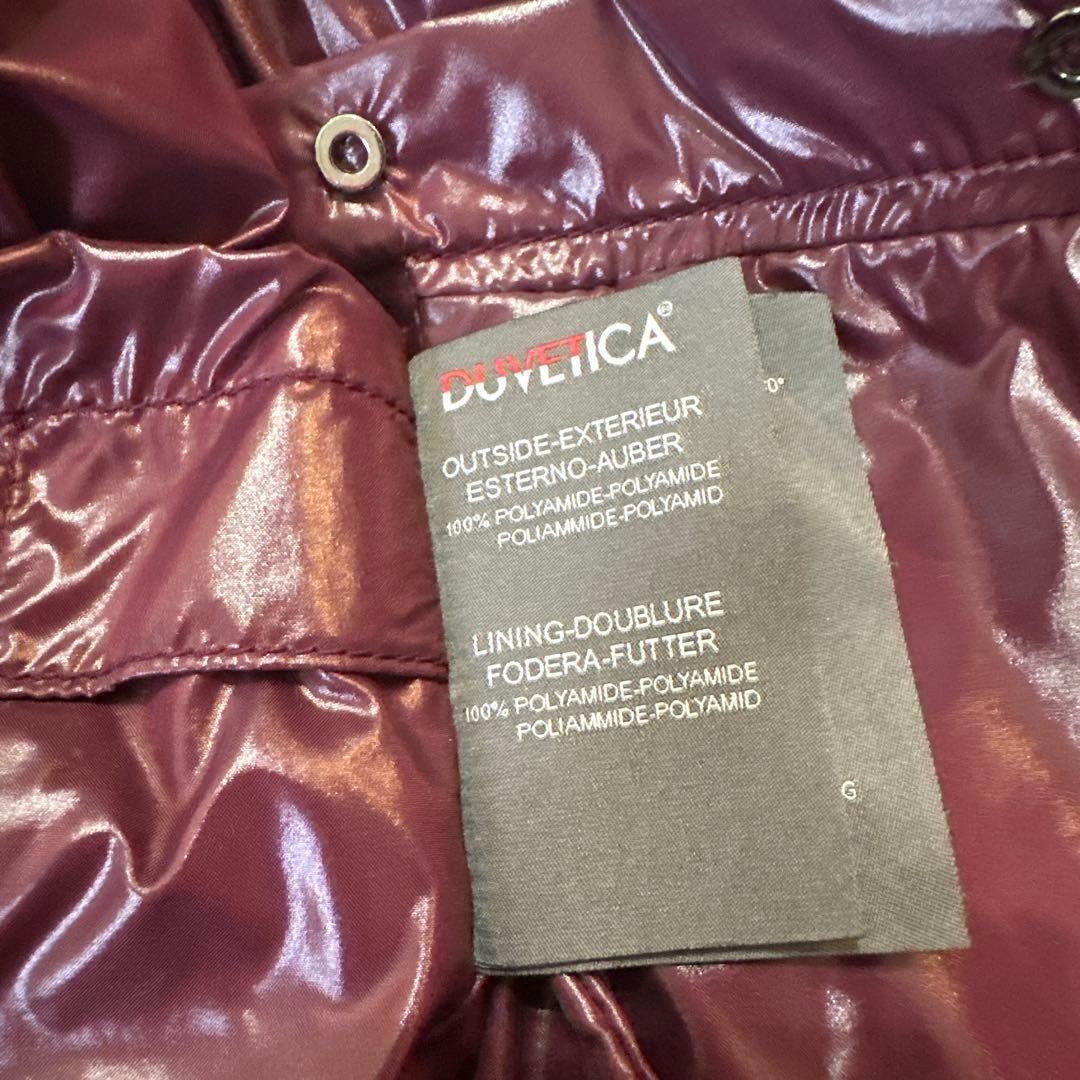 DUVETICA®
OUTSIDE-EXTERIEUR
ESTERNO-AUBER
100% POLYAMIDE-POLYAMIDE
POLIAMMIDE-POLYAMID
LINING-DOUBLURE
FODERA-FUTTER
100% POLYAMIDE-POLYAMIDE
POLIAMMIDE-POLYAMID
0°
G